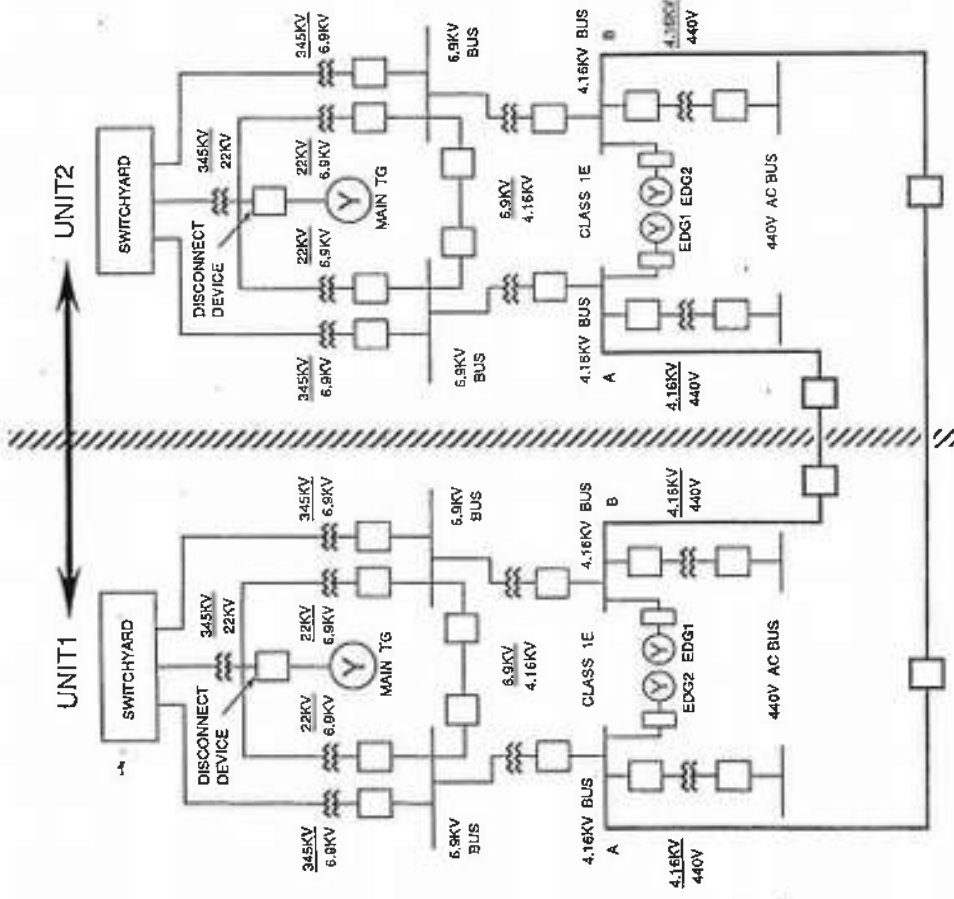 UNIT1
UNIT2
SWITCHYARD
345KV
22KV
DISCONNECT
DEVICE
345KV
6.9KV
22KV
6.9KV
MAIN TG
22KV
6.9KV
345KV
6.9KV
6.9KV
BUS
6.9KV
BUS
6.9KV
4.16KV
4.16KV BUS
A
CLASS 1E
4.16KV BUS
B
EDG2
EDG1
4.16KV
440V
440V AC BUS
4.16KV
440V
SWITCHYARD
345KV
22KV
DISCONNECT
DEVICE
345KV
6.9KV
22KV
6.9KV
MAIN TG
22KV
6.9KV
345KV
6.9KV
6.9KV
BUS
6.9KV
BUS
6.9KV
4.16KV
4.16KV BUS
A
CLASS 1E
4.16KV BUS
B
EDG1
EDG2
4.16KV
440V
440V AC BUS
4.16KV
440V